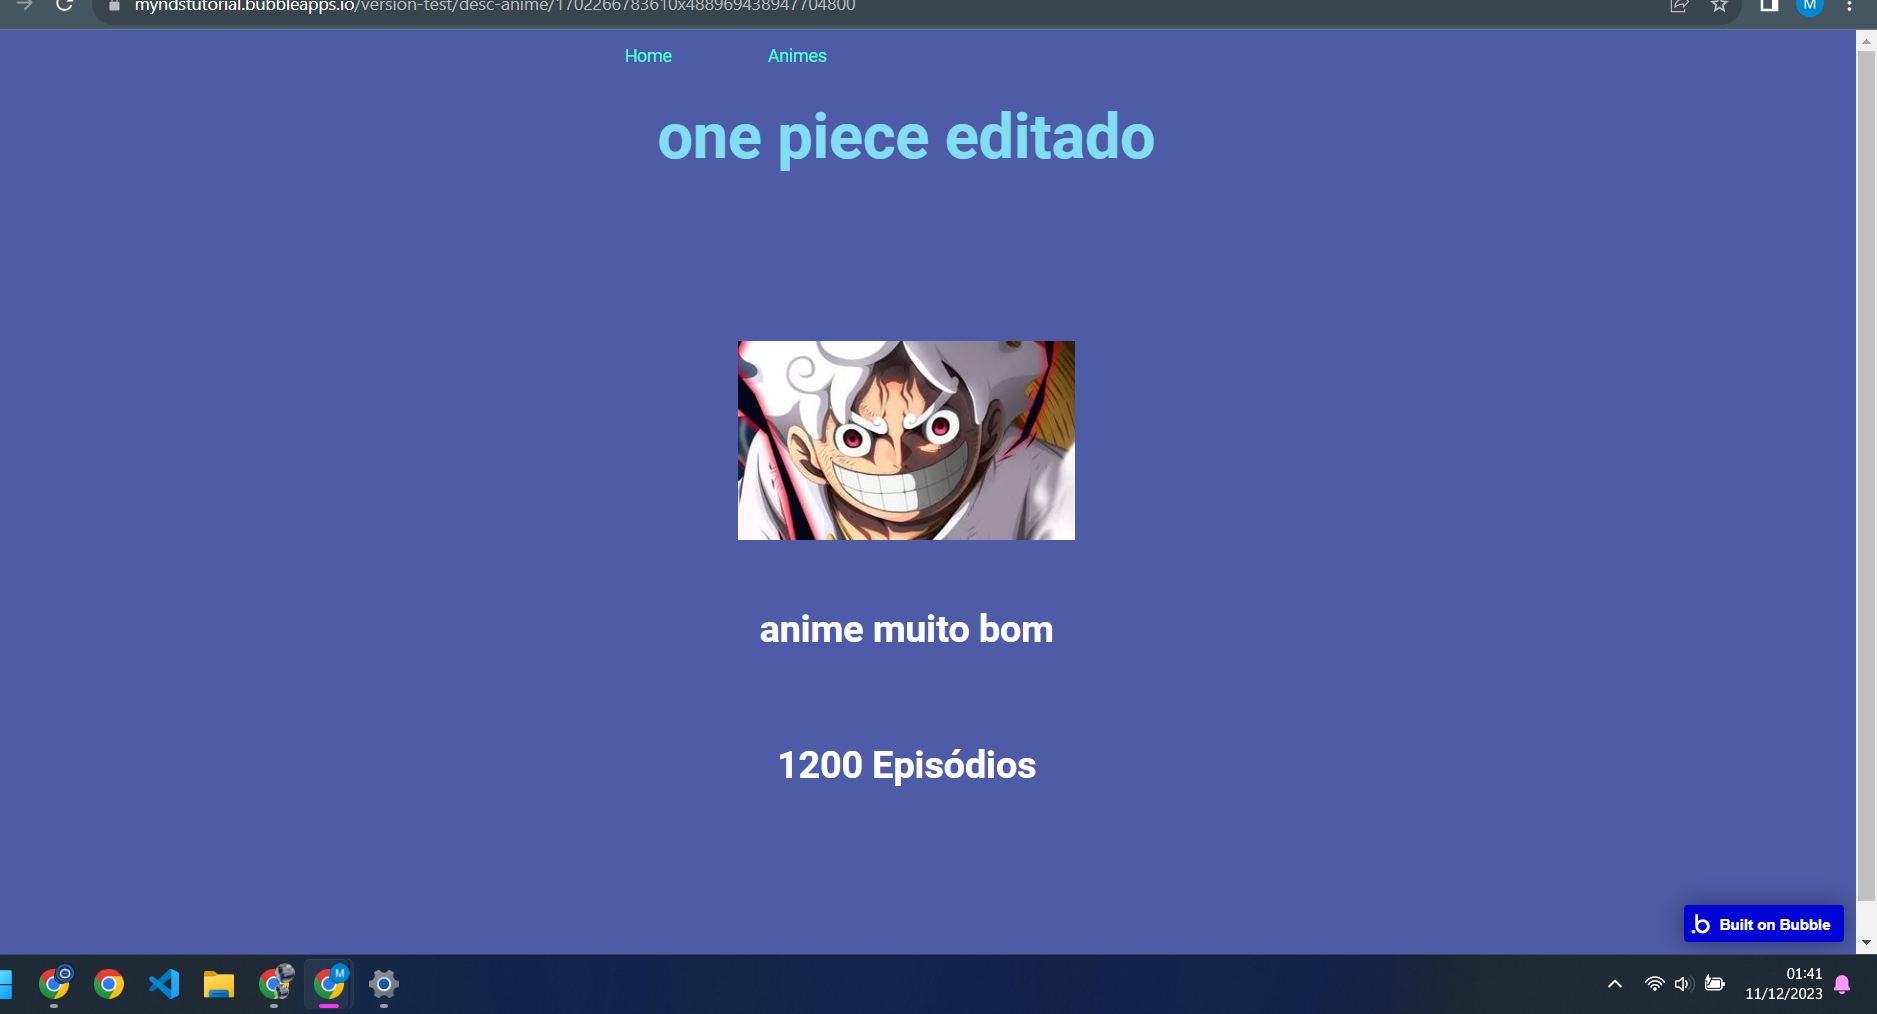 myndstutorial.bubbleapps.io/version-test/desc-anime/1702266783610x488969438947704800
M
Home Animes
one piece editado
anime muito bom
1200 Episódios
b Built on Bubble
M
01:41
11/12/2023